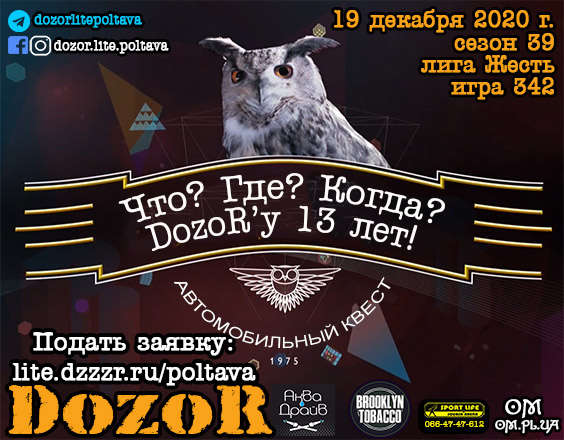 dozorlitepoltava
dozor.lite.poltava
19 декабря 2020 г.
сезон 39
лига Жесть
игра 342
Что? Где? Когда?
DozoR'у 13 лет!
АВТОМОБИЛЬНЫЙ КВЕСТ
1975
Подать заявку:
lite.dzzzr.ru/poltava
DozoR
Аква
Драйв
BROOKLYN
TOBACCO
SPORT LIFE
066-47-47-612
OM
OM.PL.UA